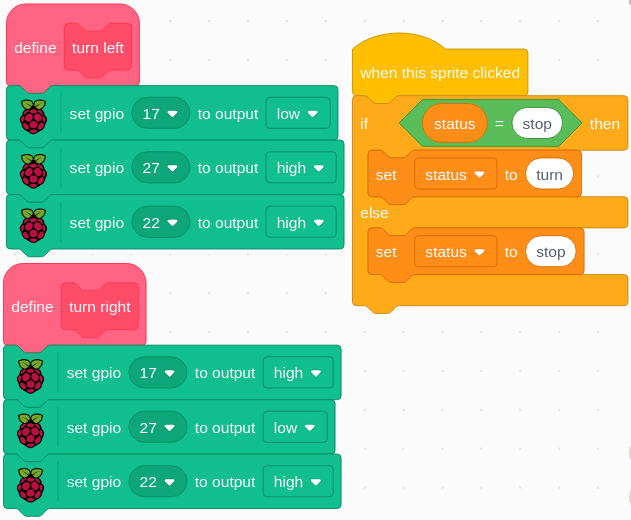 define turn left
set gpio 17 to output low
set gpio 27 to output high
set gpio 22 to output high
define turn right
set gpio 17 to output high
set gpio 27 to output low
set gpio 22 to output high
when this sprite clicked
if status = stop then
set status to turn
else
set status to stop